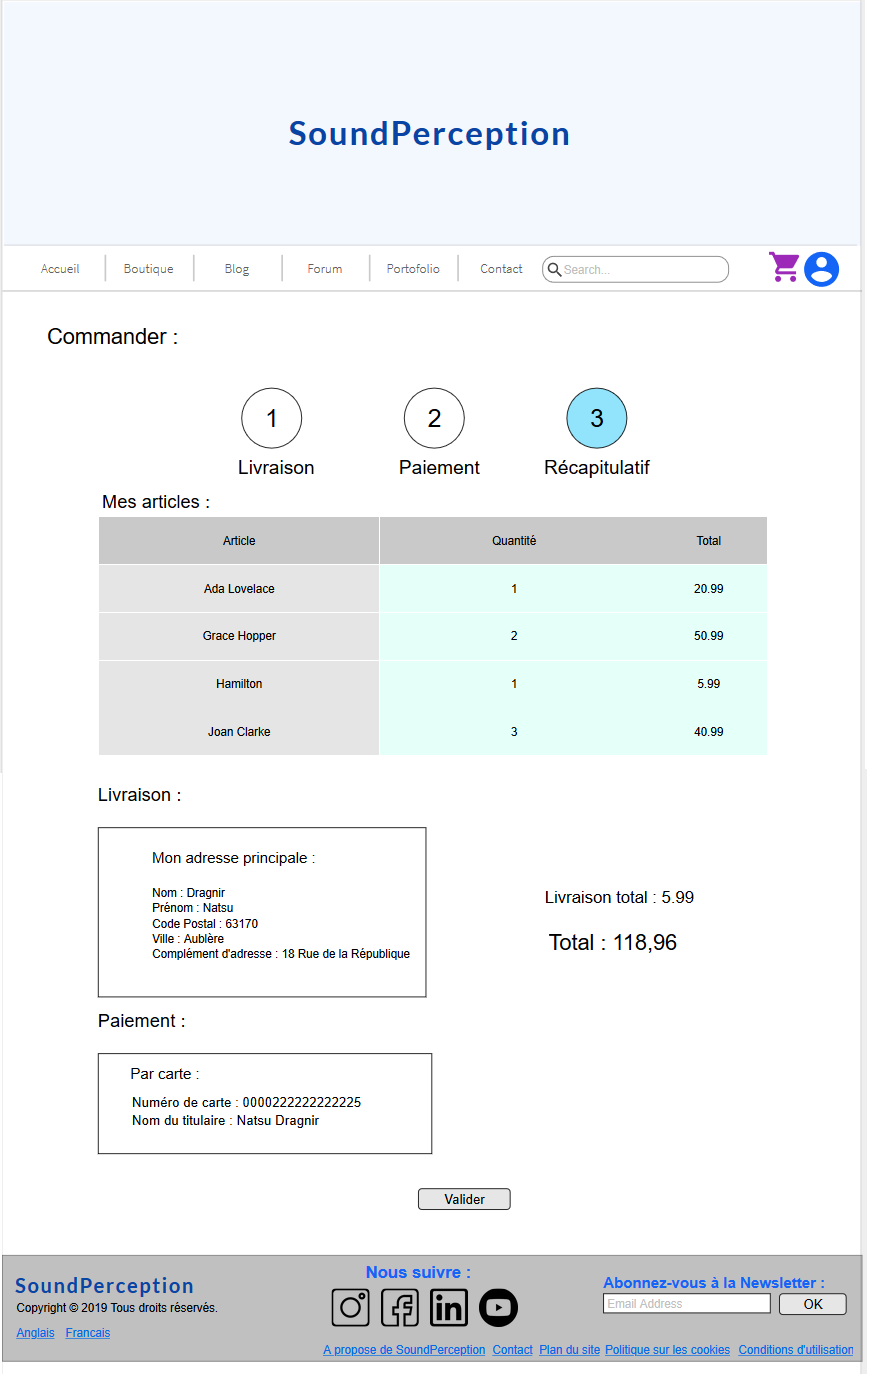 SoundPerception
Accueil Boutique Blog Forum Portofolio Contact Search...
Commander :
1 2 3
Livraison Paiement Récapitulatif
Mes articles :
Article Quantité Total
Ada Lovelace 1 20.99
Grace Hopper 2 50.99
Hamilton 1 5.99
Joan Clarke 3 40.99
Livraison :
Mon adresse principale :
Nom : Dragnir
Prénom : Natsu
Code Postal : 63170
Ville : Aublère
Complément d'adresse : 18 Rue de la République
Livraison total : 5.99
Total : 118,96
Paiement :
Par carte :
Numéro de carte : 0000222222222225
Nom du titulaire : Natsu Dragnir
Valider
SoundPerception
Copyright © 2019 Tous droits réservés.
Anglais Francais
Nous suivre :
in
Abonnez-vous à la Newsletter :
Email Address OK
A propose de SoundPerception Contact Plan du site Politique sur les cookies Conditions d'utilisation